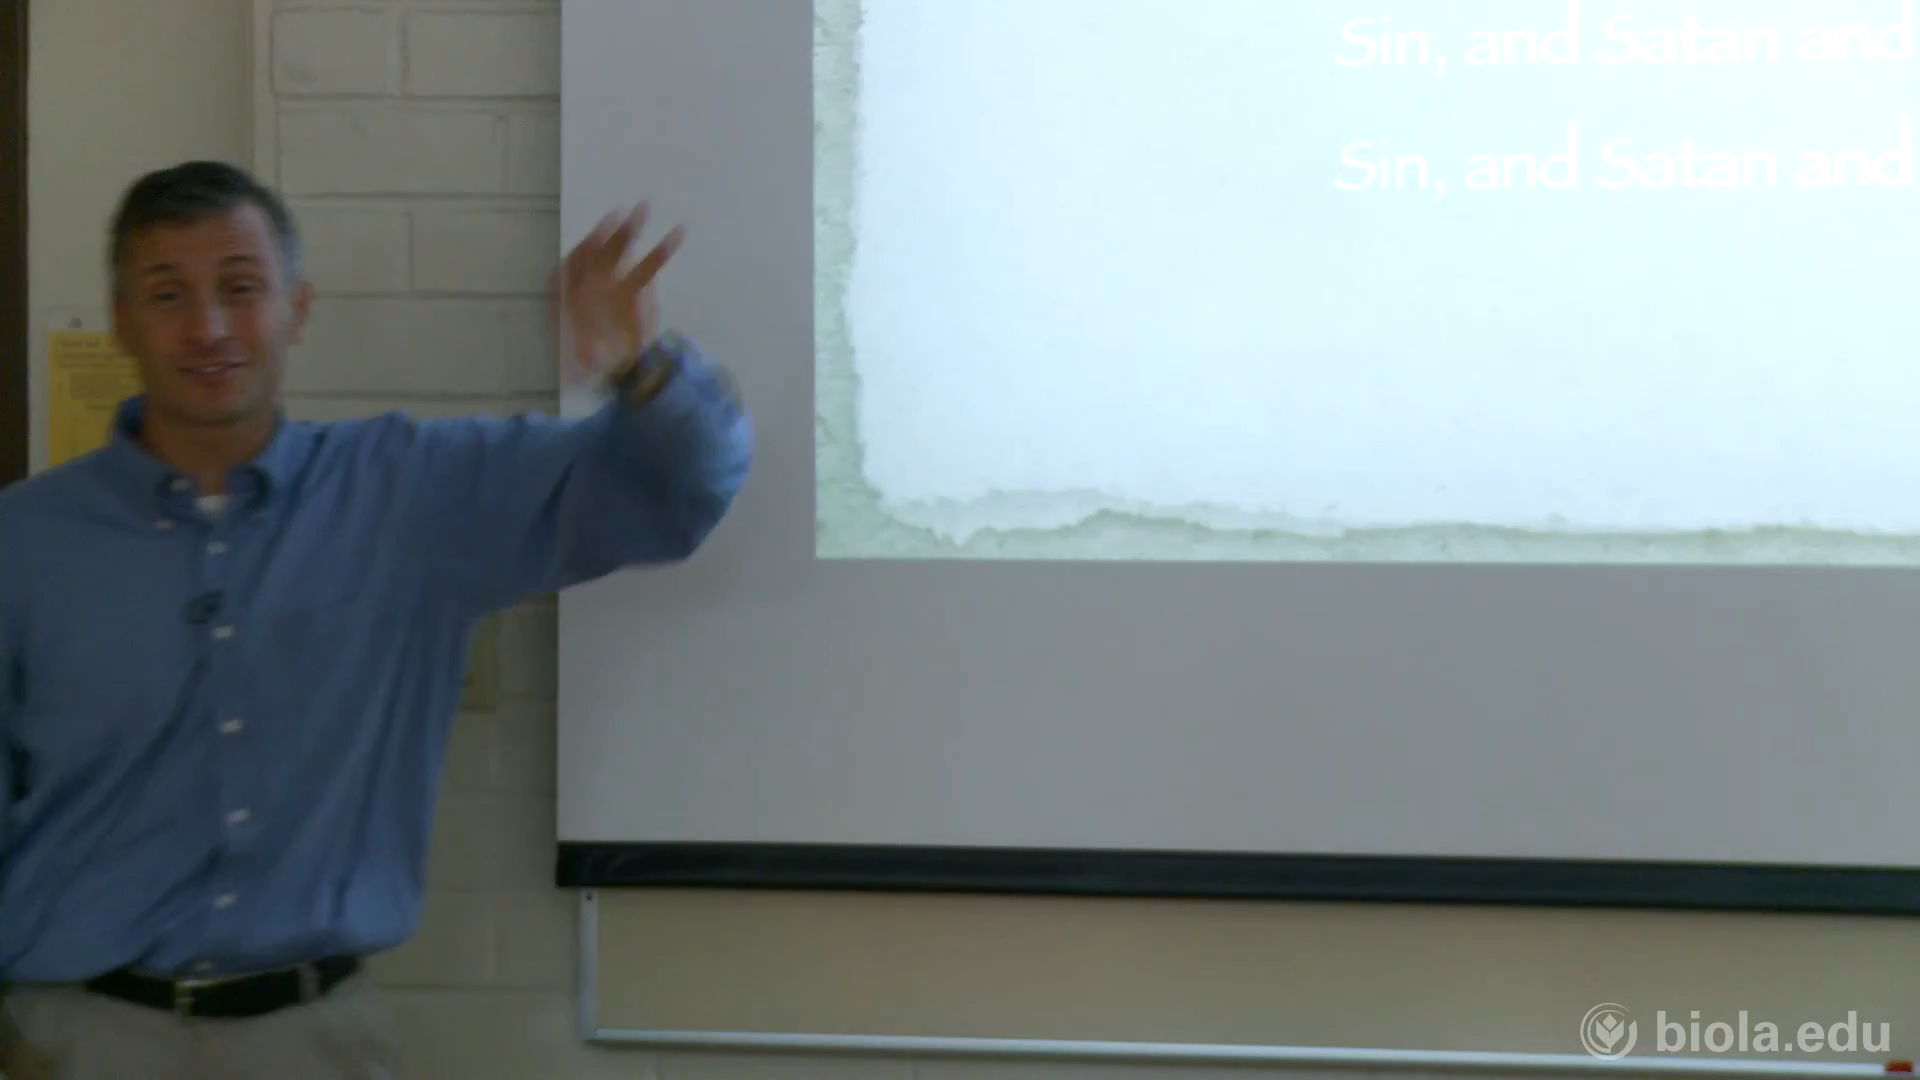 Sin, and Satan and
Sin, and Satan and
biola.edu